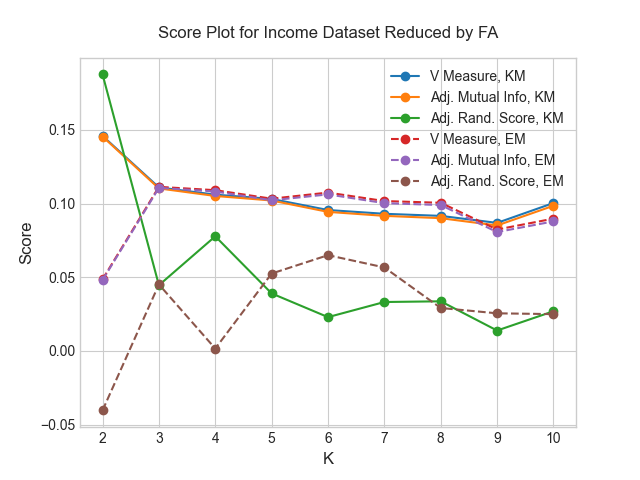 Score Plot for Income Dataset Reduced by FA
V Measure, KM
Adj. Mutual Info, KM
Adj. Rand. Score, KM
V Measure, EM
Adj. Mutual Info, EM
Adj. Rand. Score, EM
0.15
0.10
0.05
0.00
−0.05
Score
2 3 4 5 6 7 8 9 10
K